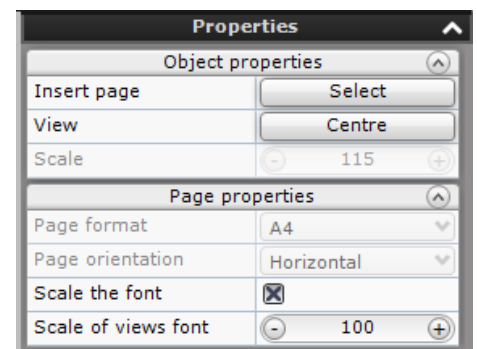 Properties
Object properties
Insert page Select
View Centre
Scale 115
Page properties
Page format A4
Page orientation Horizontal
Scale the font
Scale of views font 100